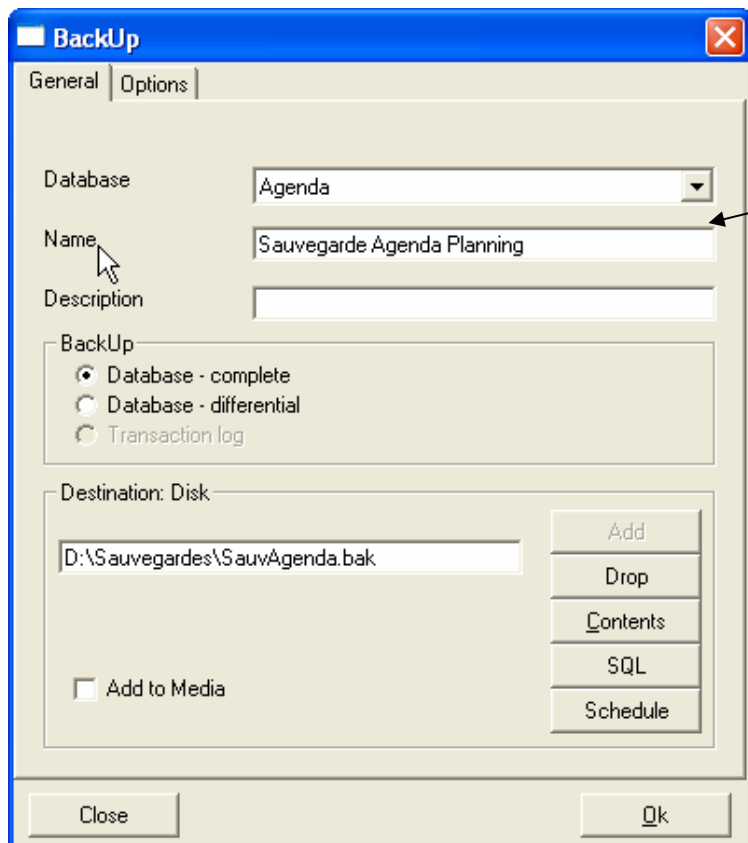 BackUp
General Options
Database Agenda
Name Sauvegarde Agenda Planning
Description
BackUp
Database - complete
Database - differential
Transaction log
Destination: Disk
Add
D:\Sauvegardes\SauvAgenda.bak
Drop
Contents
SQL
Add to Media
Schedule
Close Ok